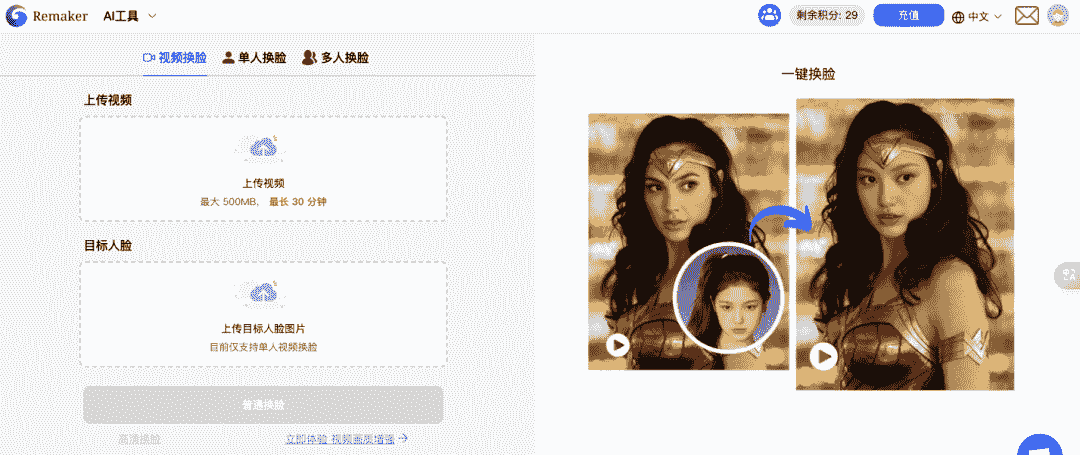 Remaker AI工具 剩余积分: 29 充值 中文
视频换脸 单人换脸 多人换脸
上传视频
上传视频
最大 500MB, 最长 30 分钟
目标人脸
上传目标人脸图片
目前仅支持单人视频换脸
普通换脸
高清换脸 立即体验 视频画质增强
一键换脸